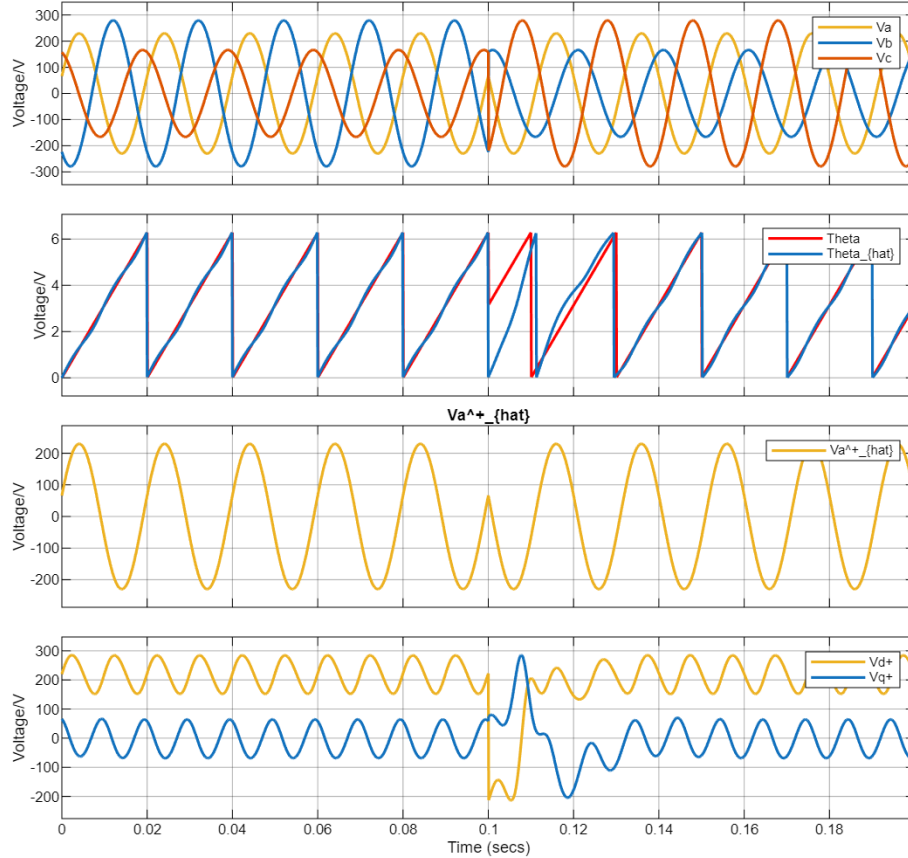 300
200
100
0
-100
-200
-300
Voltage/V
Va
Vb
Vc
6
4
2
0
Voltage/V
Theta
Theta_{hat}
Va^+_{hat}
200
100
0
-100
-200
Voltage/V
Va^+_{hat}
300
200
100
0
-100
-200
Voltage/V
Vd+
Vq+
0 0.02 0.04 0.06 0.08 0.1 0.12 0.14 0.16 0.18
Time (secs)